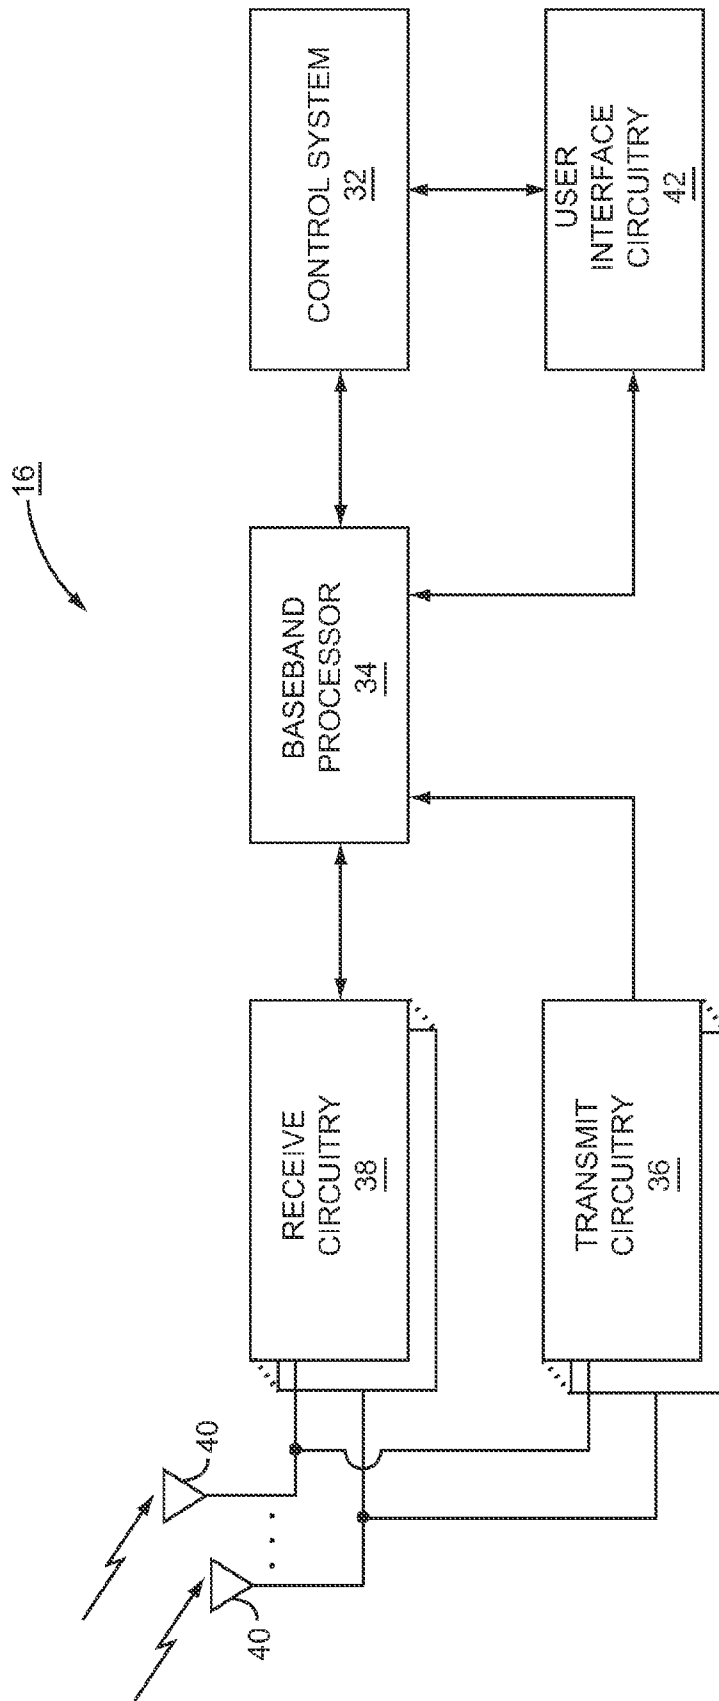 16
40
40
RECEIVE
CIRCUITRY
38
BASEBAND
PROCESSOR
34
CONTROL SYSTEM
32
TRANSMIT
CIRCUITRY
36
USER
INTERFACE
CIRCUITRY
42